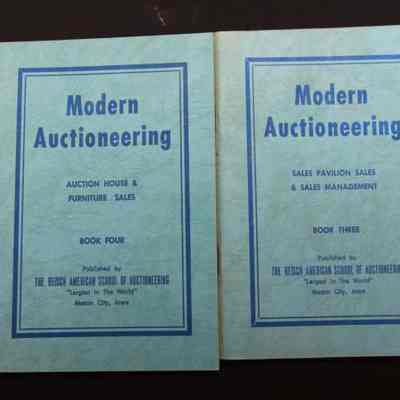 Modern
Auctioneering
AUCTION HOUSE &
FURNITURE SALES
BOOK FOUR
Published by
THE REISCH AMERICAN SCHOOL OF AUCTIONEERING
"Largest In The World"
Mason City, Iowa
Modern
Auctioneering
SALES PAVILION SALES
& SALES MANAGEMENT
BOOK THREE
Published by
THE REISCH AMERICAN SCHOOL OF AUCTIONEERING
"Largest In The World"
Mason City, Iowa